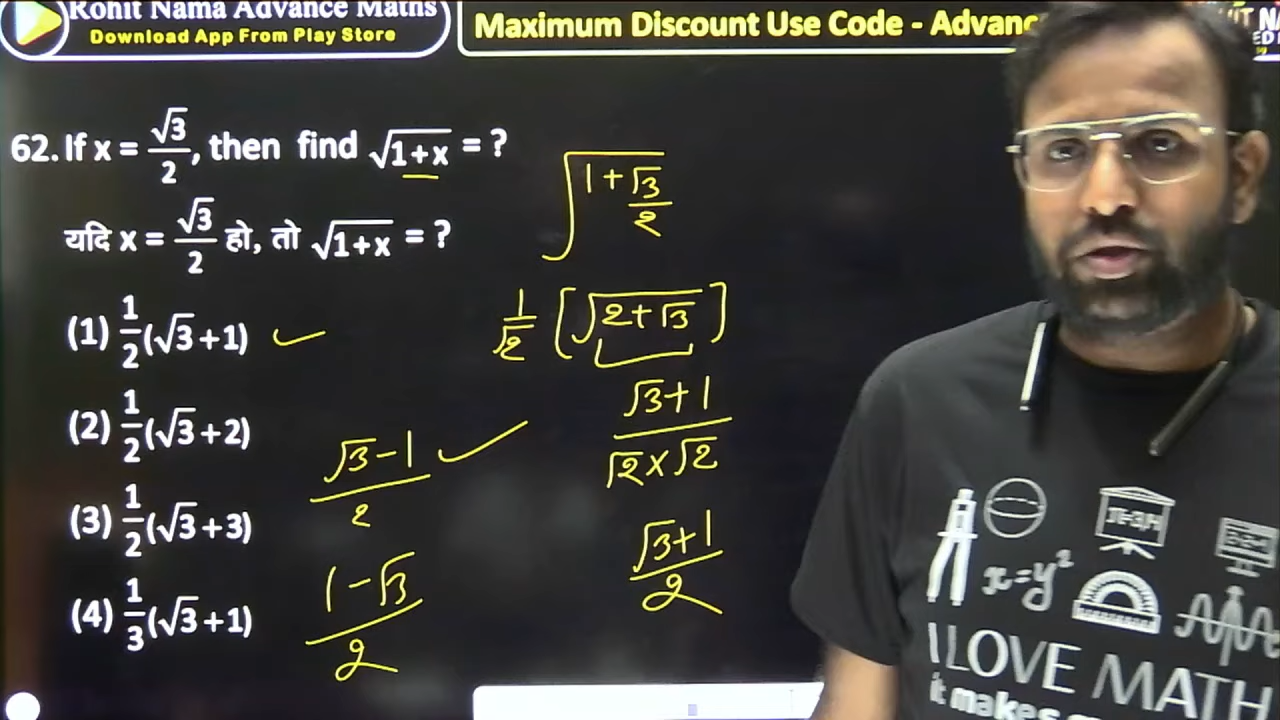 Rohit Nama Advance Maths
Download App From Play Store
Maximum Discount Use Code - Advan
62. If x = √3/2, then find √(1+x) = ?
यदि x = √3/2 हो, तो √(1+x) = ?
(1) 1/2(√3+1)
(2) 1/2(√3+2)
(3) 1/2(√3+3)
(4) 1/3(√3+1)
√3-1/2
1-√3/2
√(1+√3/2)
1/√2 [√(2+√3)]
√3+1/√2×√2
√3+1/2
x=y²
I LOVE MATH
it makes